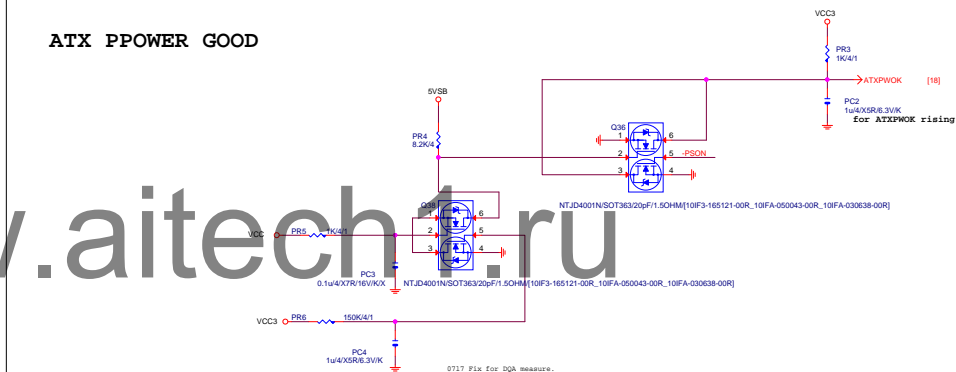 ATX PPOWER GOOD
VCC3
PR3
1K/4/1
ATXPWOK [18]
PC2
1u/4/X5R/6.3V/K
for ATXPWOK rising
5VSB
PR4
8.2K/4
Q36
1 6
2 5 -PSON
3 4
NTJD4001N/SOT363/20pF/1.5OHM/[10IF3-165121-00R_10IFA-050043-00R_10IFA-030638-00R]
Q38
1 6
2 5
3 4
VCC PR5 1K/4/1
PC3
0.1u/4/X7R/16V/K/X
NTJD4001N/SOT363/20pF/1.5OHM/[10IF3-165121-00R_10IFA-050043-00R_10IFA-030638-00R]
VCC3 PR6 150K/4/1
PC4
1u/4/X5R/6.3V/K
0717 Fix for DQA measure.
.aitech1.ru